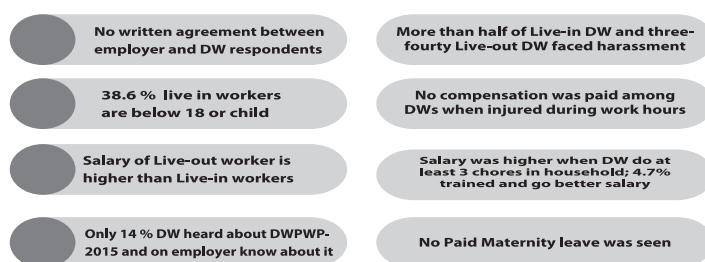 No written agreement between
employer and DW respondents
38.6 % live in workers
are below 18 or child
Salary of Live-out worker is
higher than Live-in workers
Only 14 % DW heard about DWPWP-
2015 and on employer know about it
More than half of Live-in DW and three-
fourty Live-out DW faced harassment
No compensation was paid among
DWs when injured during work hours
Salary was higher when DW do at
least 3 chores in household; 4.7%
trained and go better salary
No Paid Maternity leave was seen